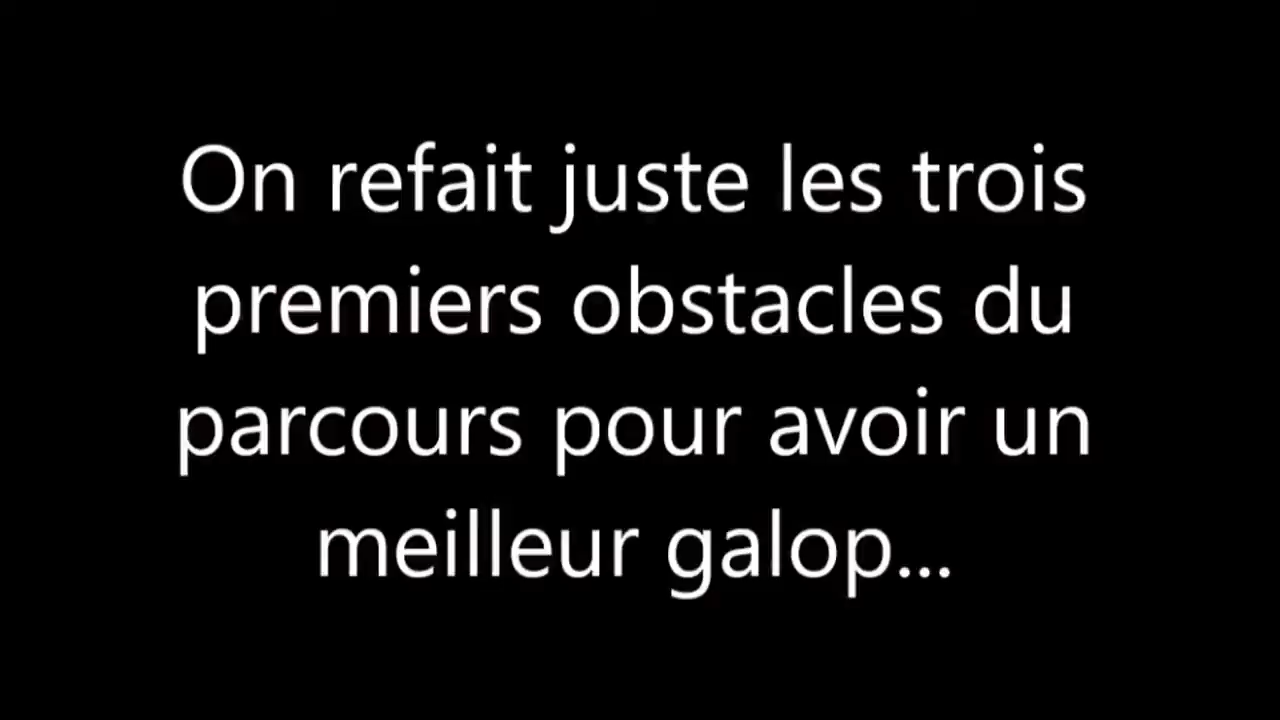 On refait juste les trois
premiers obstacles du
parcours pour avoir un
meilleur galop...